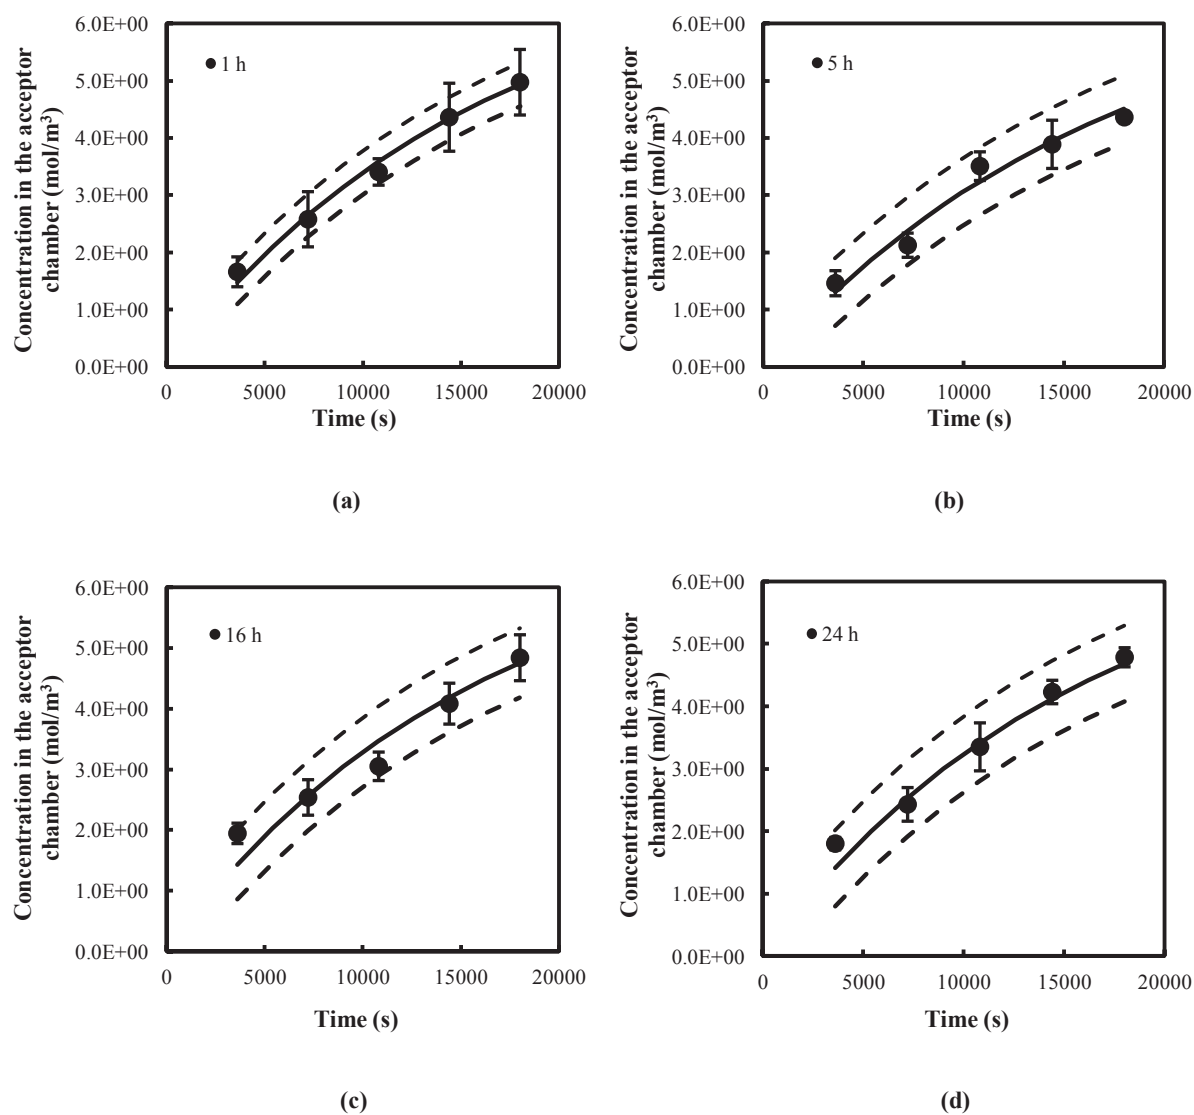 Concentration in the acceptor
chamber (mol/m³)
6.0E+00
5.0E+00
4.0E+00
3.0E+00
2.0E+00
1.0E+00
0.0E+00
1 h
0 5000 10000 15000 20000
Time (s)
(a)
Concentration in the acceptor
chamber (mol/m³)
6.0E+00
5.0E+00
4.0E+00
3.0E+00
2.0E+00
1.0E+00
0.0E+00
5 h
0 5000 10000 15000 20000
Time (s)
(b)
Concentration in the acceptor
chamber (mol/m³)
6.0E+00
5.0E+00
4.0E+00
3.0E+00
2.0E+00
1.0E+00
0.0E+00
16 h
0 5000 10000 15000 20000
Time (s)
(c)
Concentration in the acceptor
chamber (mol/m³)
6.0E+00
5.0E+00
4.0E+00
3.0E+00
2.0E+00
1.0E+00
0.0E+00
24 h
0 5000 10000 15000 20000
Time (s)
(d)